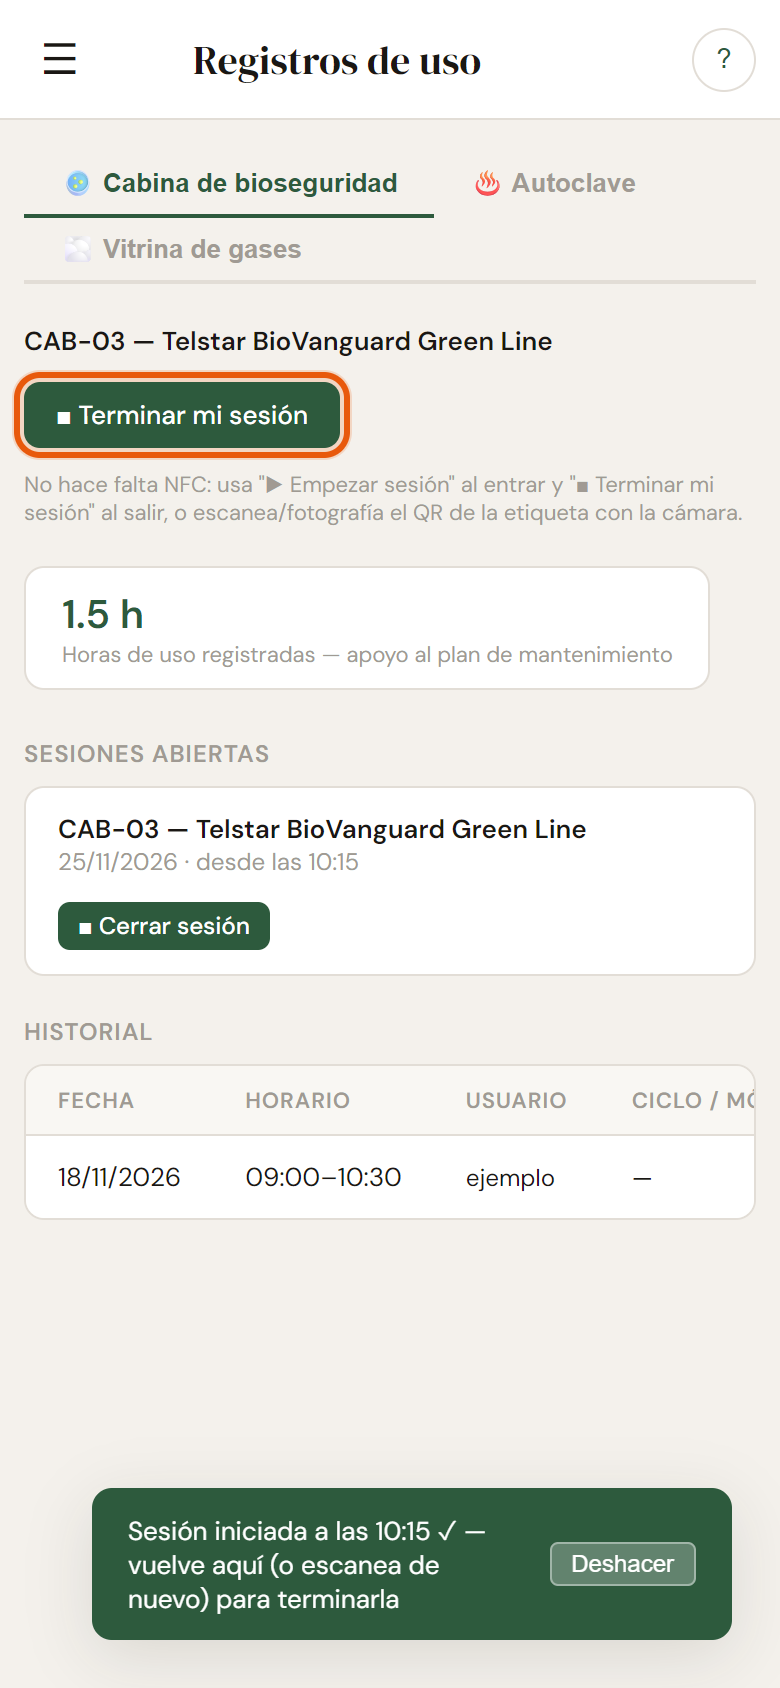 ☰ Registros de uso ?
Cabina de bioseguridad
Autoclave
Vitrina de gases
CAB-03 — Telstar BioVanguard Green Line
■ Terminar mi sesión
No hace falta NFC: usa "▶ Empezar sesión" al entrar y "■ Terminar mi
sesión" al salir, o escanea/fotografía el QR de la etiqueta con la cámara.
1.5 h
Horas de uso registradas — apoyo al plan de mantenimiento
SESIONES ABIERTAS
CAB-03 — Telstar BioVanguard Green Line
25/11/2026 · desde las 10:15
■ Cerrar sesión
HISTORIAL
FECHA HORARIO USUARIO CICLO / MÓ
18/11/2026 09:00–10:30 ejemplo —
Sesión iniciada a las 10:15 ✓ —
vuelve aquí (o escanea de
nuevo) para terminarla
Deshacer